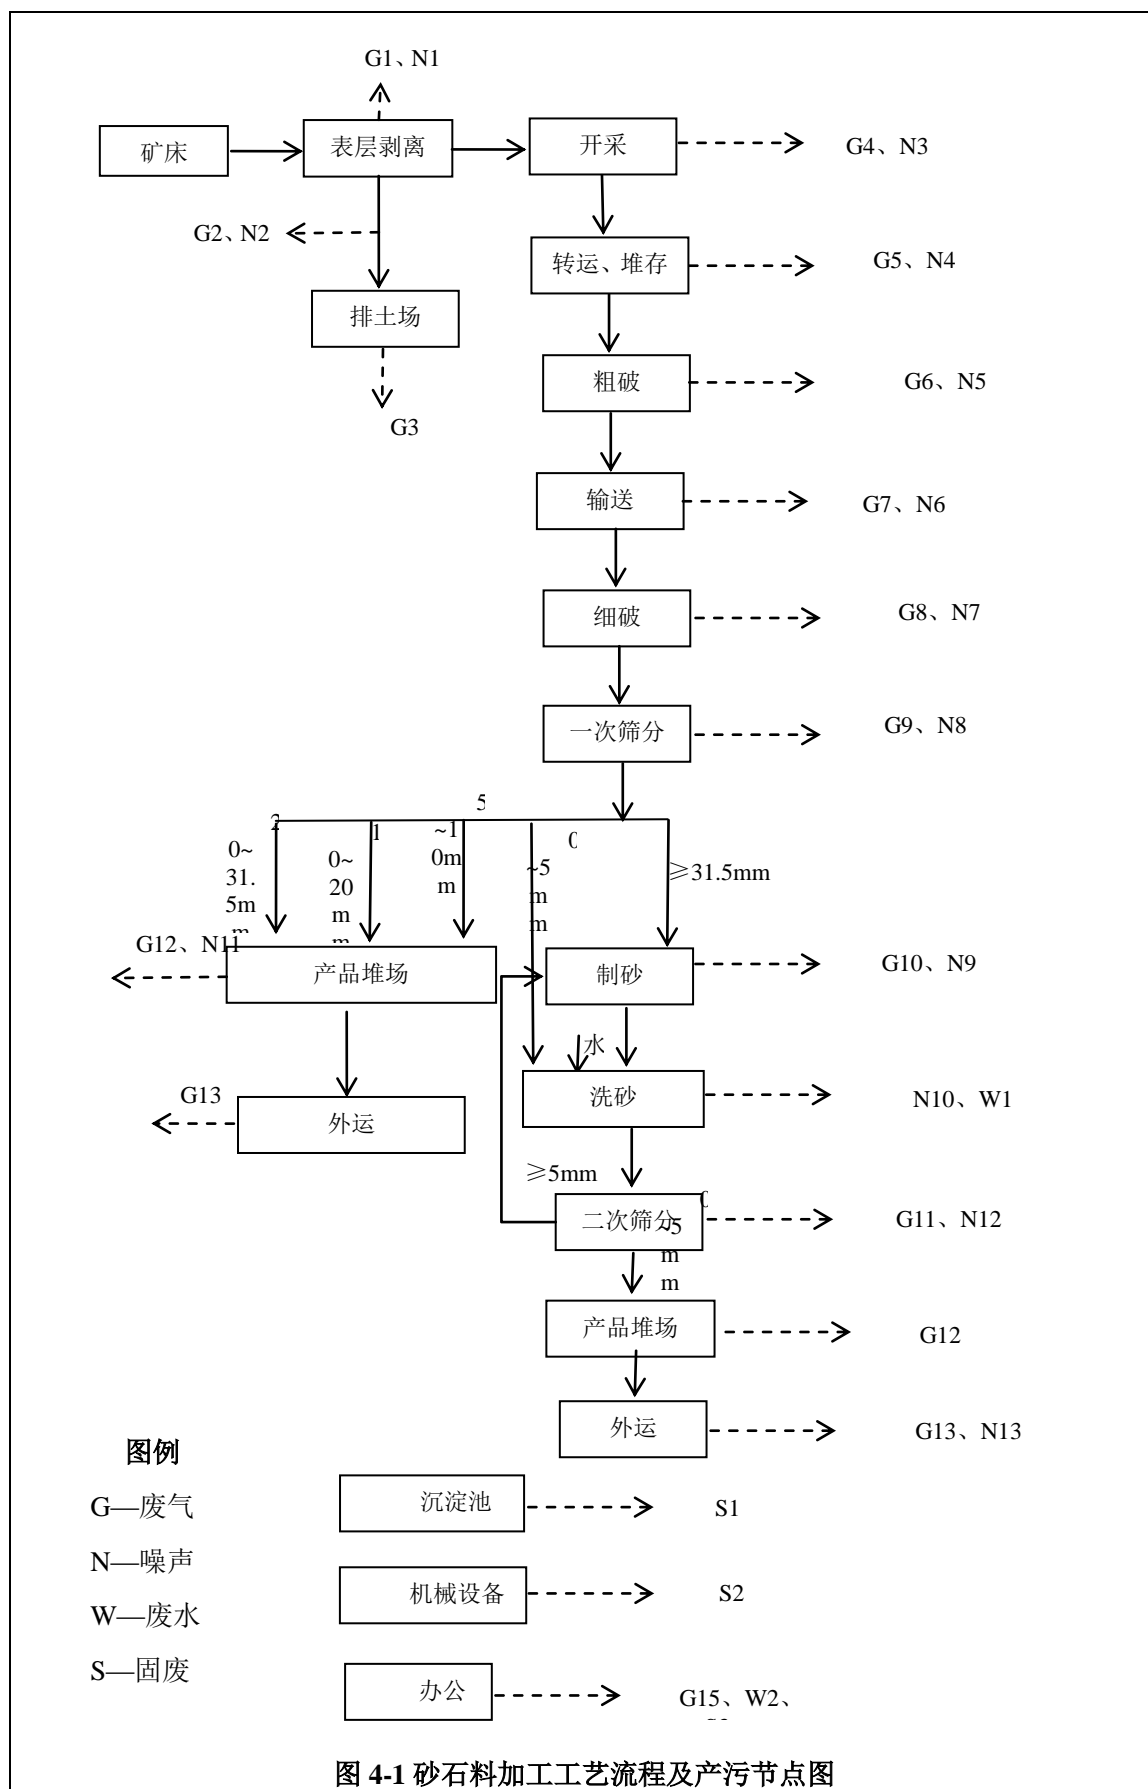 G1、N1
矿床
表层剥离
开采
G4、N3
G2、N2
转运、堆存
G5、N4
排土场
粗破
G6、N5
G3
输送
G7、N6
细破
G8、N7
一次筛分
G9、N8
2
0~
31.
5m
1
0~
20
m
5
~1
0m
m
0
~5
m
m
≥31.5mm
G12、N11
产品堆场
制砂
G10、N9
水
G13
外运
洗砂
N10、W1
≥5mm
二次筛分
0
~5
m
m
G11、N12
产品堆场
G12
外运
G13、N13
图例
G—废气
N—噪声
W—废水
S—固废
沉淀池
S1
机械设备
S2
办公
G15、W2、
图 4-1 砂石料加工工艺流程及产污节点图